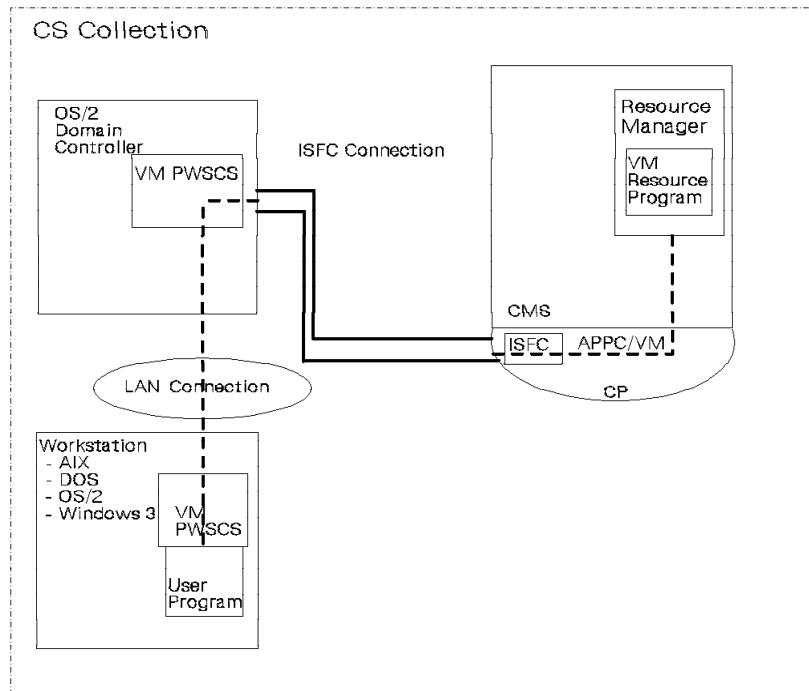 CS Collection
OS/2
Domain
Controller
VM PWSCS
ISFC Connection
Resource
Manager
VM
Resource
Program
CMS
ISFC
APPC/VM
CP
LAN Connection
Workstation
- AIX
- DOS
- OS/2
- Windows 3
VM
PWSCS
User
Program